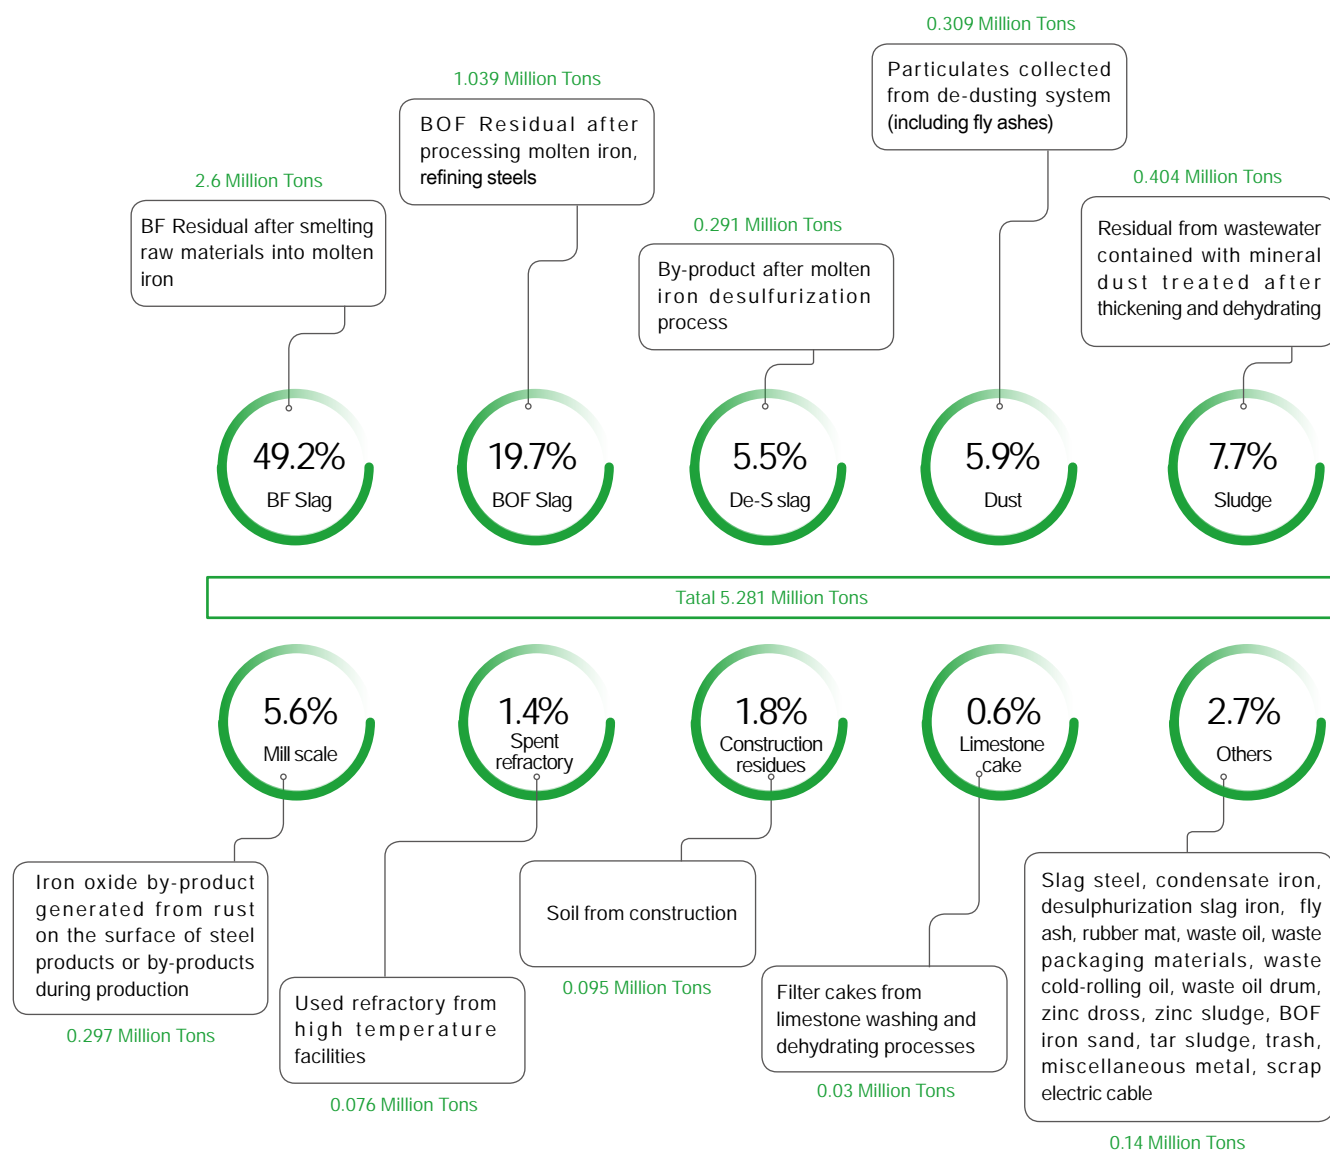 0.309 Million Tons
Particulates collected
from de-dusting system
(including fly ashes)
1.039 Million Tons
BOF Residual after
processing molten iron,
refining steels
2.6 Million Tons
BF Residual after smelting
raw materials into molten
iron
0.291 Million Tons
By-product after molten
iron desulfurization
process
0.404 Million Tons
Residual from wastewater
contained with mineral
dust treated after
thickening and dehydrating
49.2%
BF Slag
19.7%
BOF Slag
5.5%
De-S slag
5.9%
Dust
7.7%
Sludge
Tatal 5.281 Million Tons
5.6%
Mill scale
1.4%
Spent
refractory
1.8%
Construction
residues
0.6%
Limestone
cake
2.7%
Others
Iron oxide by-product
generated from rust
on the surface of steel
products or by-products
during production
0.297 Million Tons
Used refractory from
high temperature
facilities
0.076 Million Tons
Soil from construction
0.095 Million Tons
Filter cakes from
limestone washing and
dehydrating processes
0.03 Million Tons
Slag steel, condensate iron,
desulphurization slag iron, fly
ash, rubber mat, waste oil, waste
packaging materials, waste
cold-rolling oil, waste oil drum,
zinc dross, zinc sludge, BOF
iron sand, tar sludge, trash,
miscellaneous metal, scrap
electric cable
0.14 Million Tons